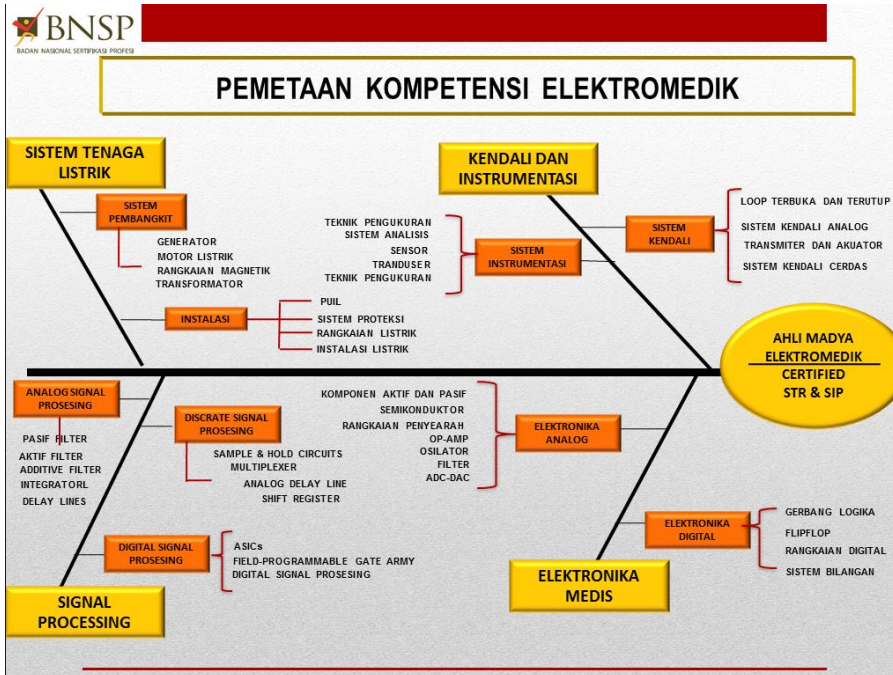 BNSP
BADAN NASIONAL SERTIFIKASI PROFESI
PEMETAAN KOMPETENSI ELEKTROMEDIK
SISTEM TENAGA
LISTRIK
SISTEM
PEMBANGKIT
GENERATOR
MOTOR LISTRIK
RANGKAIAN MAGNETIK
TRANSFORMATOR
INSTALASI
PUIL
SISTEM PROTEKSI
RANGKAIAN LISTRIK
INSTALASI LISTRIK
KENDALI DAN
INSTRUMENTASI
TEKNIK PENGUKURAN
SISTEM ANALISIS
SENSOR
TRANDUSER
TEKNIK PENGUKURAN
SISTEM
INSTRUMENTASI
SISTEM
KENDALI
LOOP TERBUKA DAN TERUTUP
SISTEM KENDALI ANALOG
TRANSMITER DAN AKUATOR
SISTEM KENDALI CERDAS
AHLI MADYA
ELEKTROMEDIK
CERTIFIED
STR & SIP
ANALOG SIGNAL
PROSESING
PASIF FILTER
AKTIF FILTER
ADDITIVE FILTER
INTEGRATORL
DELAY LINES
DISCRATE SIGNAL
PROSESING
SAMPLE & HOLD CIRCUITS
MULTIPLEXER
ANALOG DELAY LINE
SHIFT REGISTER
DIGITAL SIGNAL
PROSESING
ASICs
FIELD-PROGRAMMABLE GATE ARMY
DIGITAL SIGNAL PROSESING
SIGNAL
PROCESSING
KOMPONEN AKTIF DAN PASIF
SEMIKONDUKTOR
RANGKAIAN PENYEARAH
OP-AMP
OSILATOR
FILTER
ADC-DAC
ELEKTRONIKA
ANALOG
ELEKTRONIKA
DIGITAL
GERBANG LOGIKA
FLIPFLOP
RANGKAIAN DIGITAL
SISTEM BILANGAN
ELEKTRONIKA
MEDIS